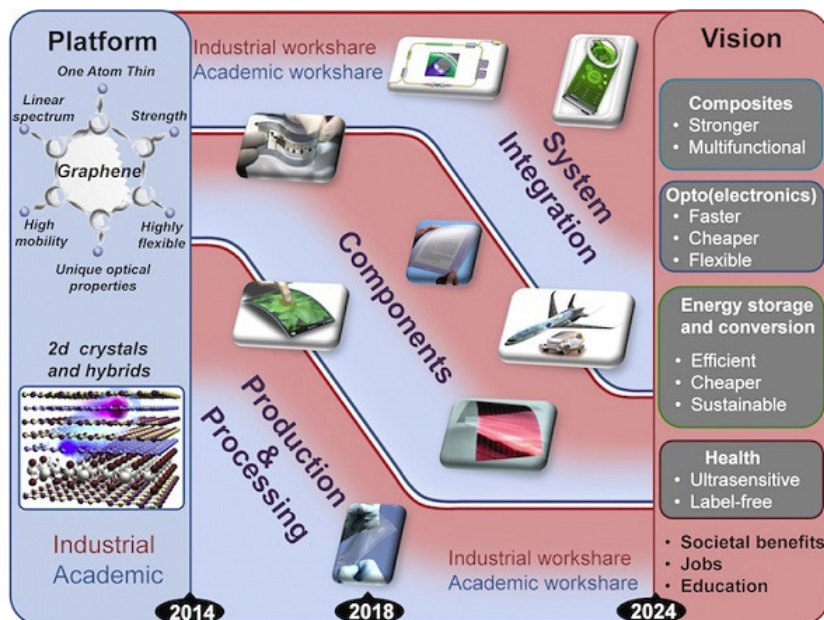 Platform
One Atom Thin
Linear
spectrum
Strength
Graphene
High
mobility
Highly
flexible
Unique optical
properties
2d crystals
and hybrids
Industrial
Academic
Industrial workshare
Academic workshare
System
Integration
Components
Production
&
Processing
Industrial workshare
Academic workshare
2014
2018
2024
Vision
Composites
• Stronger
• Multifunctional
Opto(electronics)
• Faster
• Cheaper
• Flexible
Energy storage
and conversion
• Efficient
• Cheaper
• Sustainable
Health
• Ultrasensitive
• Label-free
• Societal benefits
• Jobs
• Education